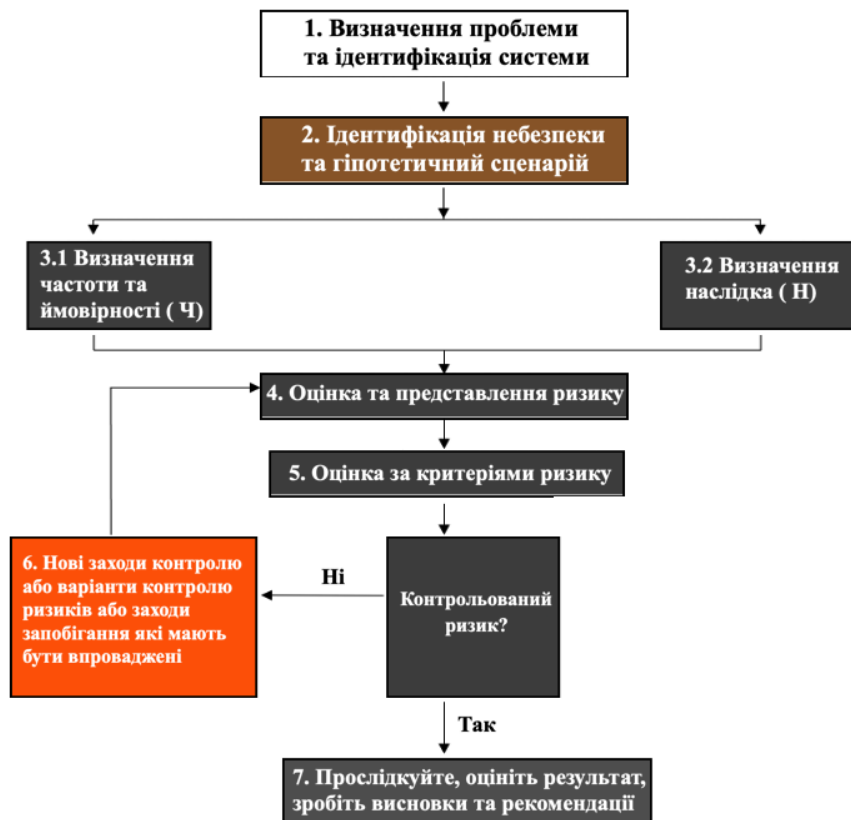 1. Визначення проблеми
та ідентифікація системи
2. Ідентифікація небезпеки
та гіпотетичний сценарій
3.1 Визначення
частоти та
ймовірності ( Ч)
3.2 Визначення
наслідка ( Н)
4. Оцінка та представлення ризику
5. Оцінка за критеріями ризику
6. Нові заходи контролю
або варіанти контролю
ризиків або заходи
запобігання які мають
бути впроваджені
Ні
Контрольований
ризик?
Так
7. Прослідкуйте, оцініть результат,
зробіть висновки та рекомендації